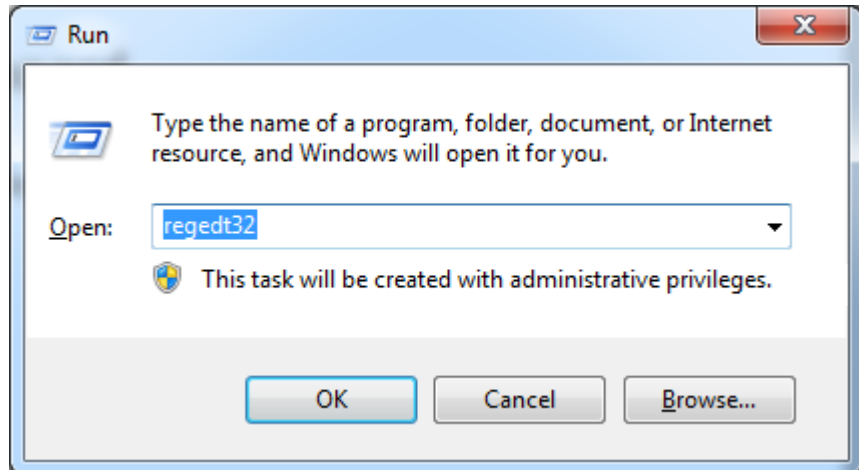 Run
Type the name of a program, folder, document, or Internet
resource, and Windows will open it for you.
Open: regedt32
This task will be created with administrative privileges.
OK Cancel Browse...